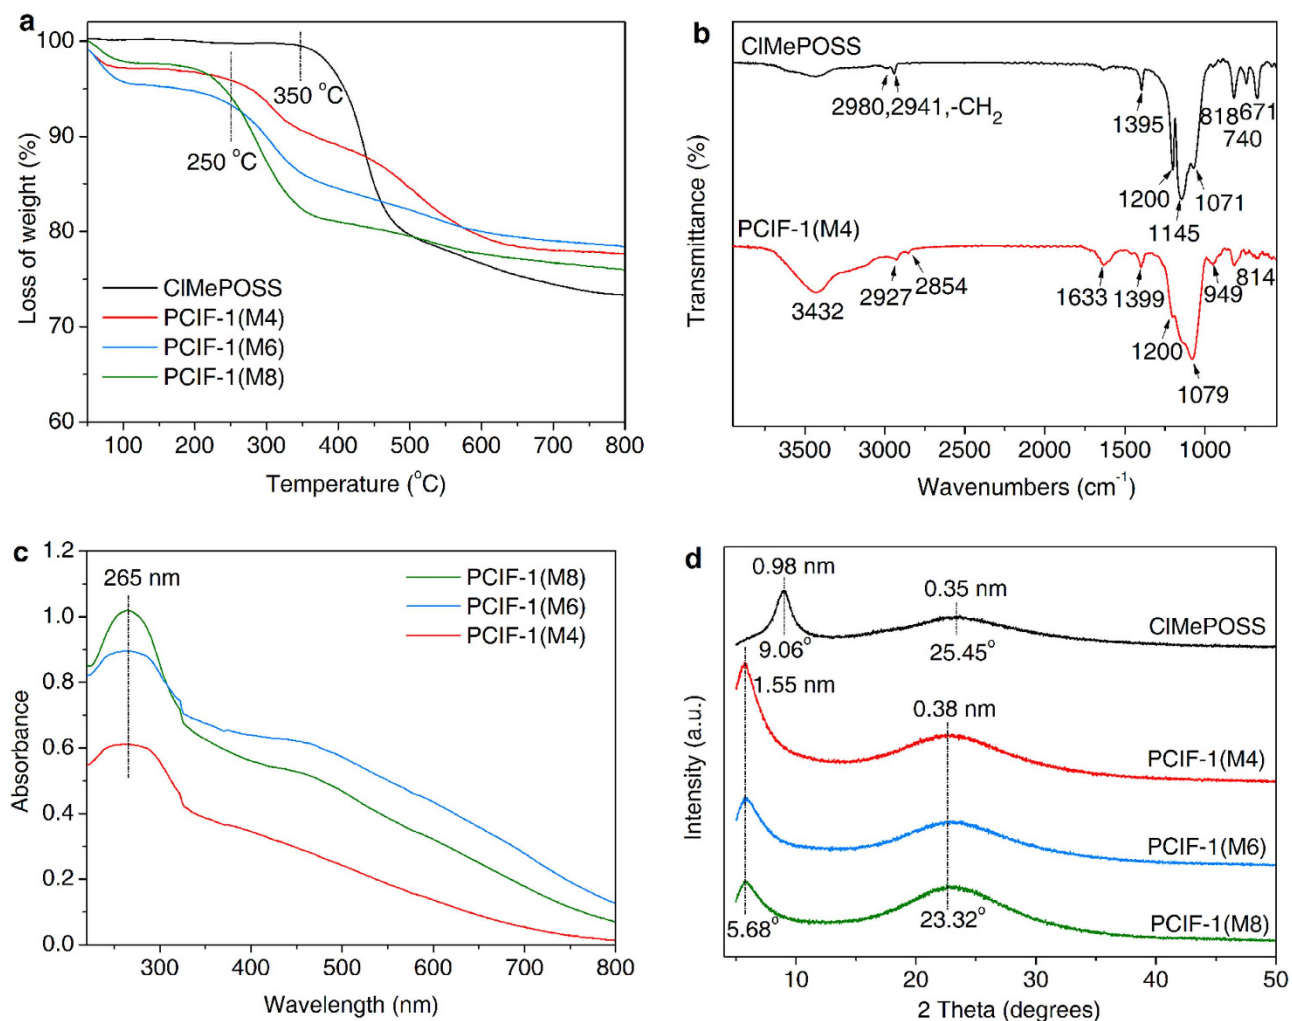 a
Loss of weight (%)
100
90
80
70
60
350 °C
250 °C
ClMePOSS
PCIF-1(M4)
PCIF-1(M6)
PCIF-1(M8)
100 200 300 400 500 600 700 800
Temperature (°C)
b
Transmittance (%)
ClMePOSS
2980,2941,-CH₂
1395
818
671
740
1200
1071
1145
PCIF-1(M4)
3432
2927
2854
1633
1399
949
814
1200
1079
3500 3000 2500 2000 1500 1000
Wavenumbers (cm⁻¹)
c
Absorbance
1.2
1.0
0.8
0.6
0.4
0.2
0.0
265 nm
PCIF-1(M8)
PCIF-1(M6)
PCIF-1(M4)
300 400 500 600 700 800
Wavelength (nm)
d
Intensity (a.u.)
0.98 nm
0.35 nm
ClMePOSS
9.06°
25.45°
1.55 nm
0.38 nm
PCIF-1(M4)
PCIF-1(M6)
5.68°
23.32°
PCIF-1(M8)
10 20 30 40 50
2 Theta (degrees)